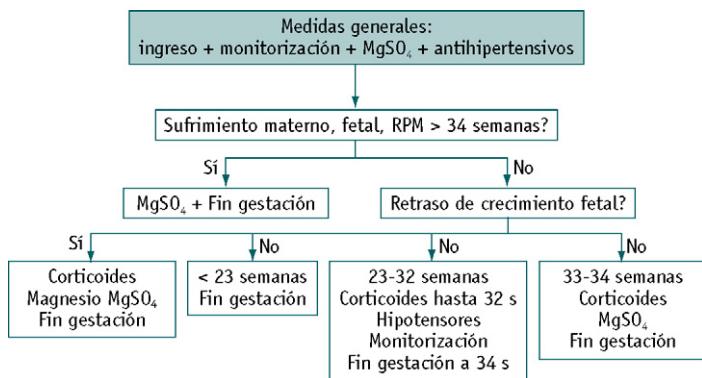 Medidas generales:
ingreso + monitorización + MgSO₄ + antihipertensivos
Sufrimiento materno, fetal, RPM > 34 semanas?
Sí
No
MgSO₄ + Fin gestación
Retraso de crecimiento fetal?
Sí
No
No
No
Corticoides
Magnesio MgSO₄
Fin gestación
< 23 semanas
Fin gestación
23-32 semanas
Corticoides hasta 32 s
Hipotensores
Monitorización
Fin gestación a 34 s
33-34 semanas
Corticoides
MgSO₄
Fin gestación